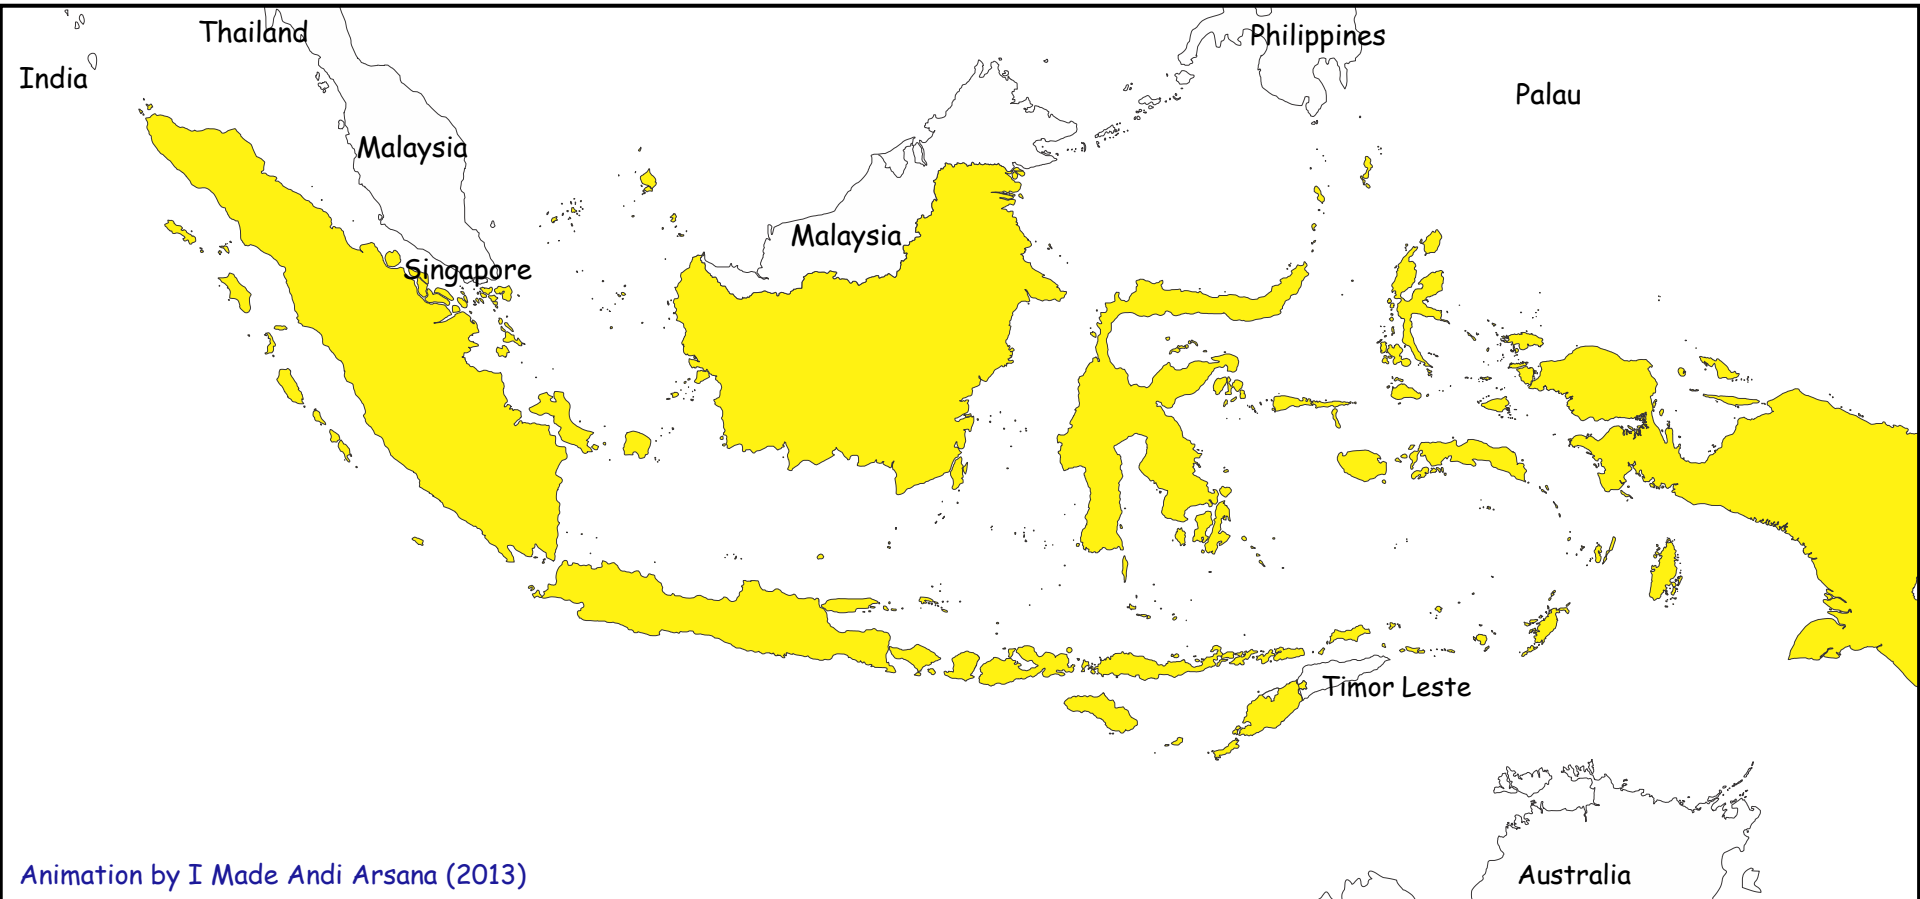 Thailand
Philippines
India
Palau
Malaysia
Malaysia
Singapore
Timor Leste
Animation by I Made Andi Arsana (2013)
Australia